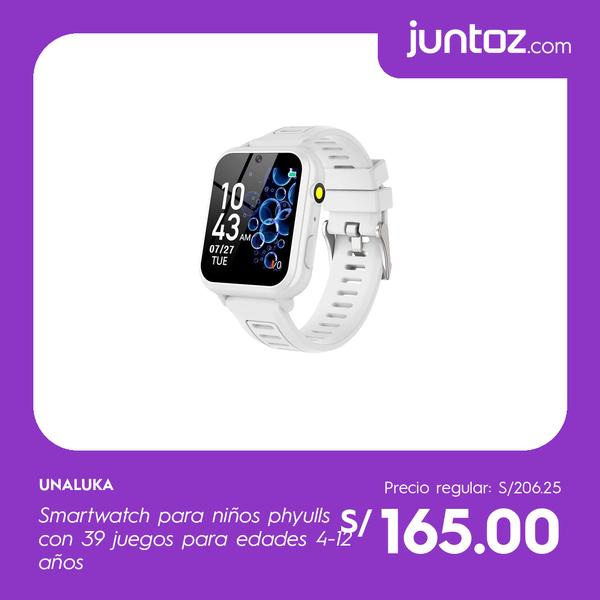 juntoz.com
10
43 AM
07/27
TUE
UNALUKA
Precio regular: S/206.25
Smartwatch para niños phyulls
con 39 juegos para edades 4-12
años
S/ 165.00